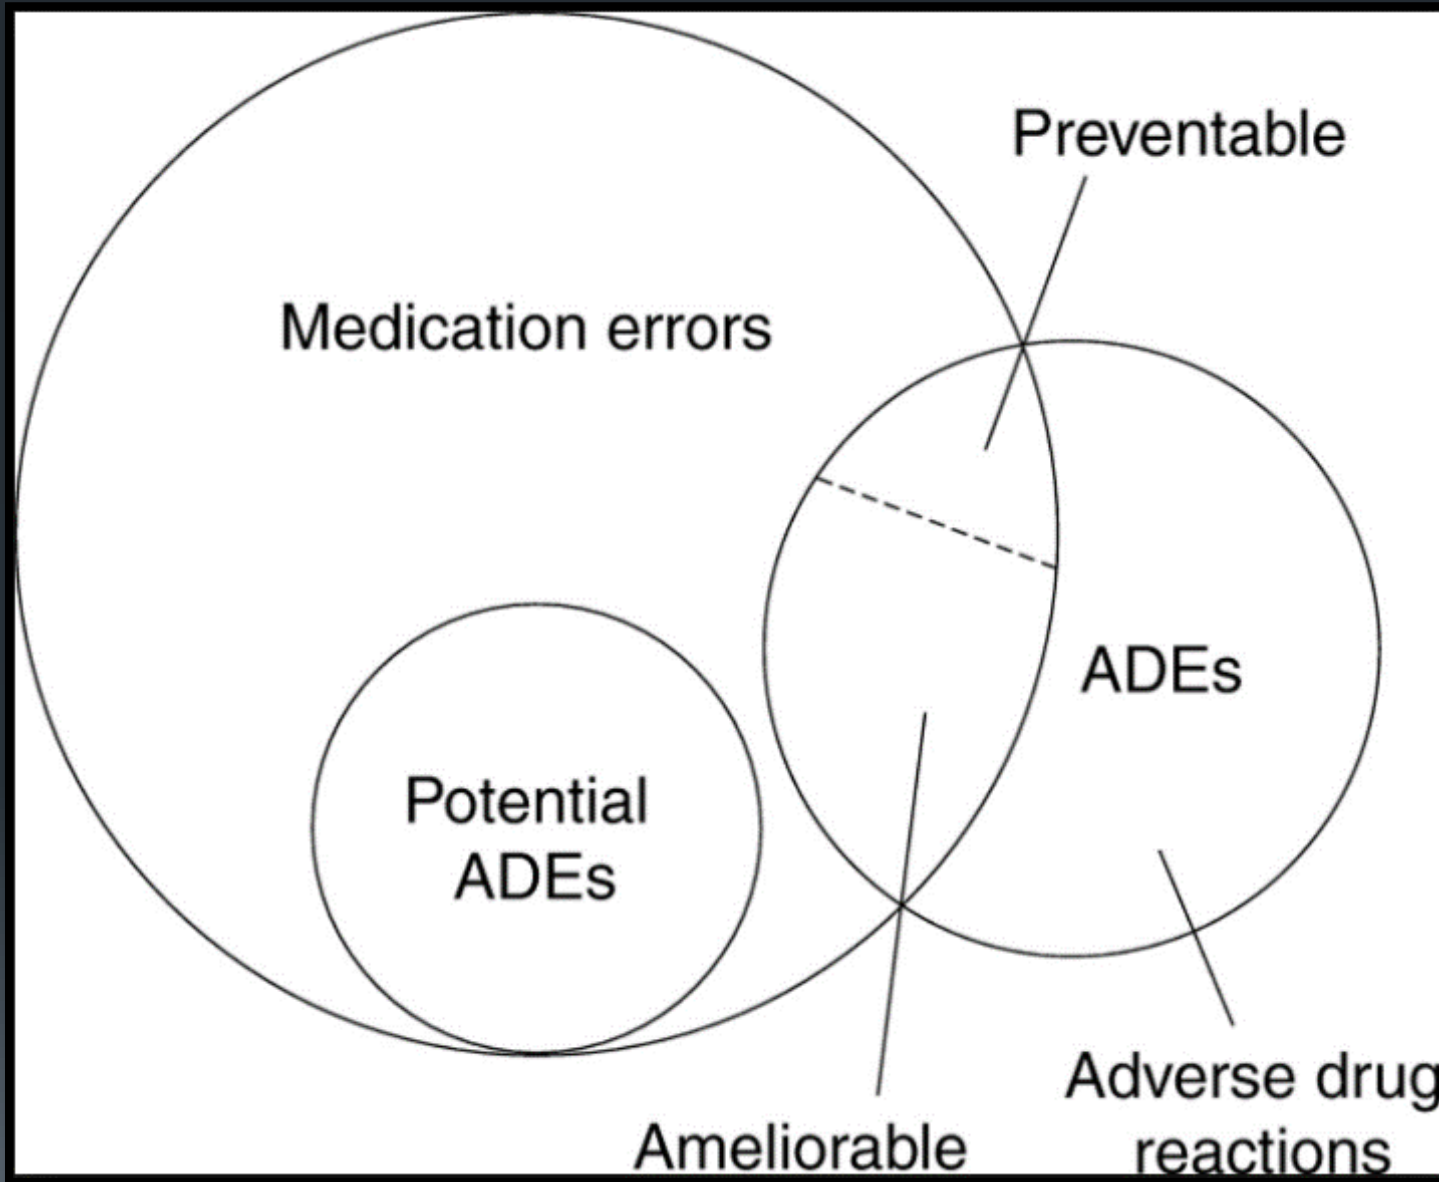 Preventable
Medication errors
ADEs
Potential
ADEs
Adverse drug
reactions
Ameliorable